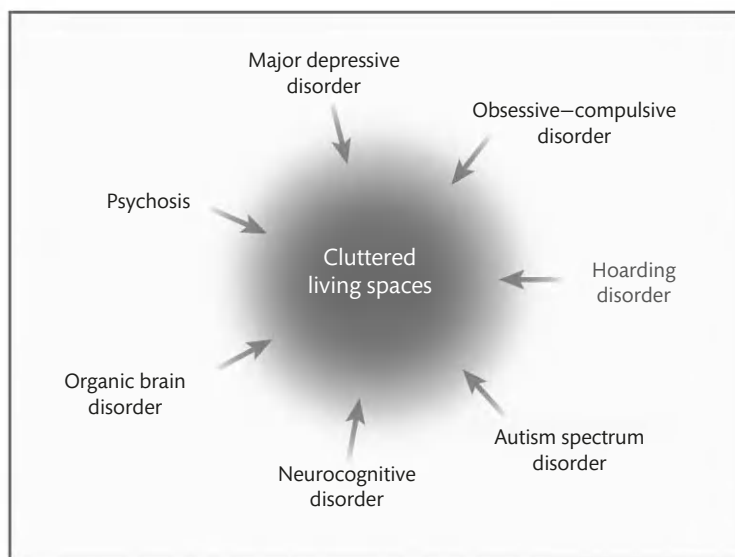 Major depressive
disorder
Obsessive–compulsive
disorder
Psychosis
Cluttered
living spaces
Hoarding
disorder
Organic brain
disorder
Autism spectrum
disorder
Neurocognitive
disorder